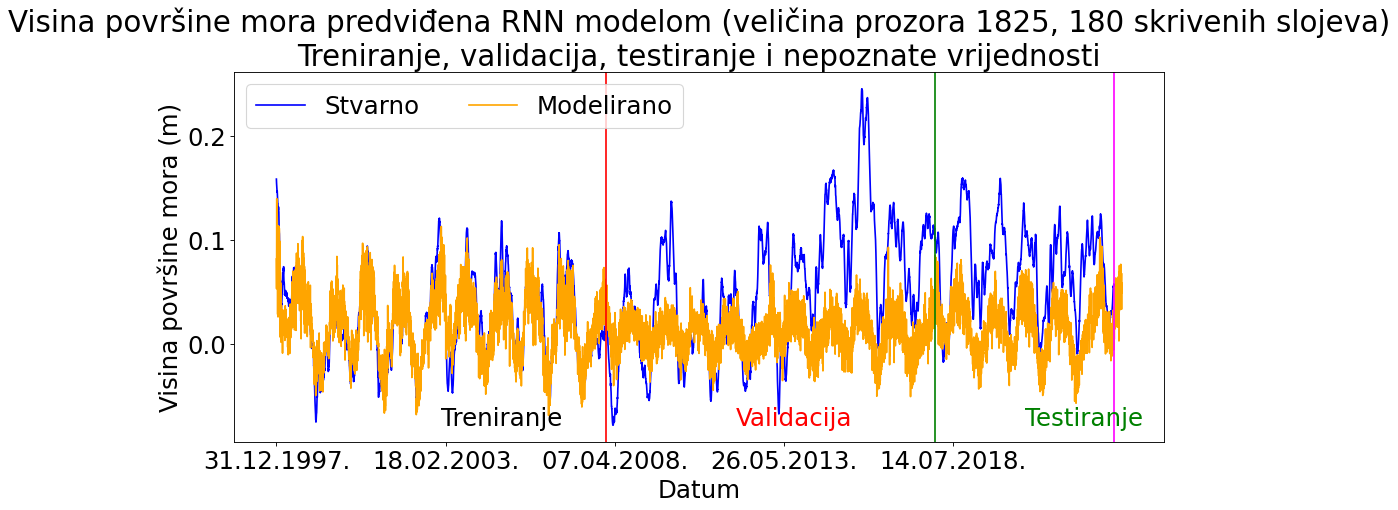 Visina površine mora predviđena RNN modelom (veličina prozora 1825, 180 skrivenih slojeva)
Treniranje, validacija, testiranje i nepoznate vrijednosti
Stvarno
Modelirano
Visina površine mora (m)
0.2
0.1
0.0
Treniranje
Validacija
Testiranje
31.12.1997.
18.02.2003.
07.04.2008.
26.05.2013.
14.07.2018.
Datum